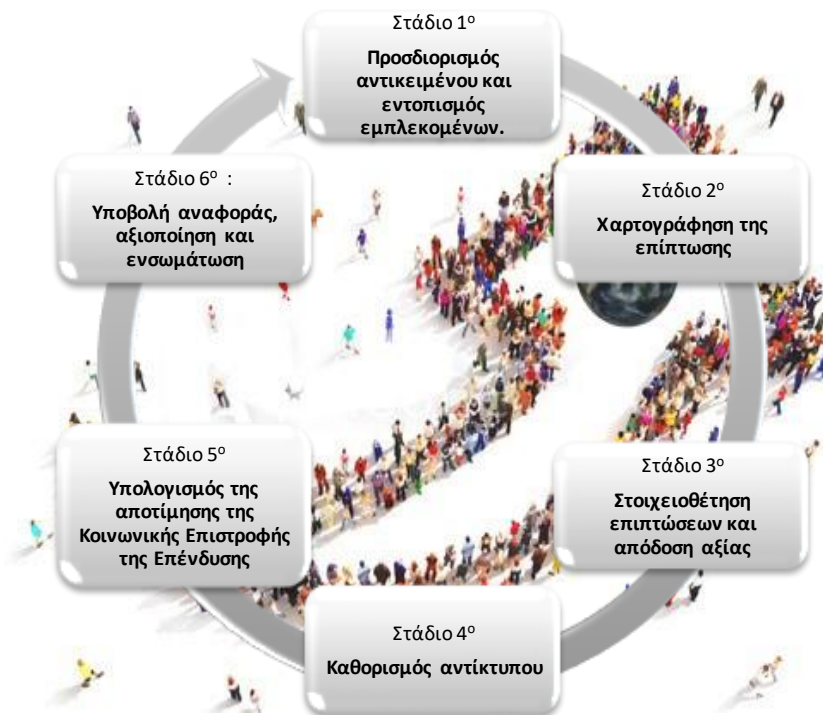 Στάδιο 1ο
Προσδιορισμός
αντικειμένου και
εντοπισμός
εμπλεκομένων.
Στάδιο 2ο
Χαρτογράφηση της
επίπτωσης
Στάδιο 3ο
Στοιχειοθέτηση
επιπτώσεων και
απόδοση αξίας
Στάδιο 4ο
Καθορισμός αντίκτυπου
Στάδιο 5ο
Υπολογισμός της
αποτίμησης της
Κοινωνικής Επιστροφής
της Επένδυσης
Στάδιο 6ο :
Υποβολή αναφοράς,
αξιοποίηση και
ενσωμάτωση